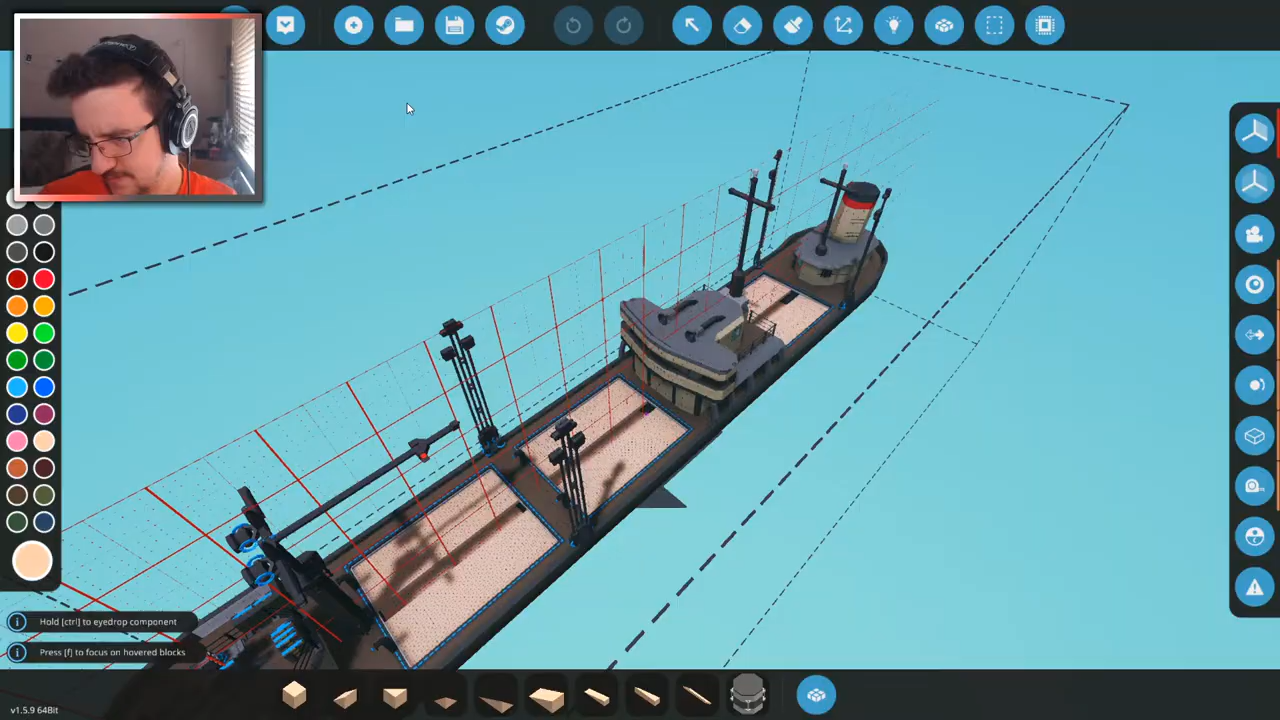 Hold [ctrl] to eyedrop component
Press [f] to focus on hovered blocks
v1.5.9 64Bit